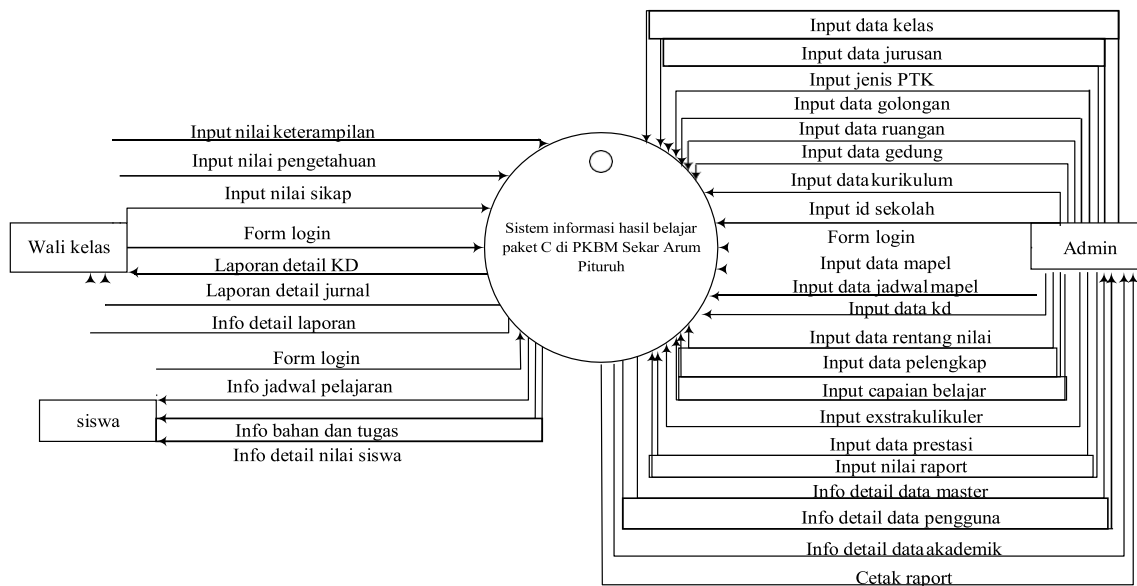 Input data kelas
Input data jurusan
Input jenis PTK
Input data golongan
Input data ruangan
Input data gedung
Input data kurikulum
Input id sekolah
Form login
Input data mapel
Input data jadwal mapel
Input data kd
Input data rentang nilai
Input data pelengkap
Input capaian belajar
Input exstrakulikuler
Input data prestasi
Input nilai raport
Info detail data master
Info detail data pengguna
Info detail data akademik
Cetak raport
Admin
Sistem informasi hasil belajar
paket C di PKBM Sekar Arum
Pituruh
Input nilai keterampilan
Input nilai pengetahuan
Input nilai sikap
Form login
Laporan detail KD
Laporan detail jurnal
Info detail laporan
Wali kelas
Form login
Info jadwal pelajaran
Info bahan dan tugas
Info detail nilai siswa
siswa